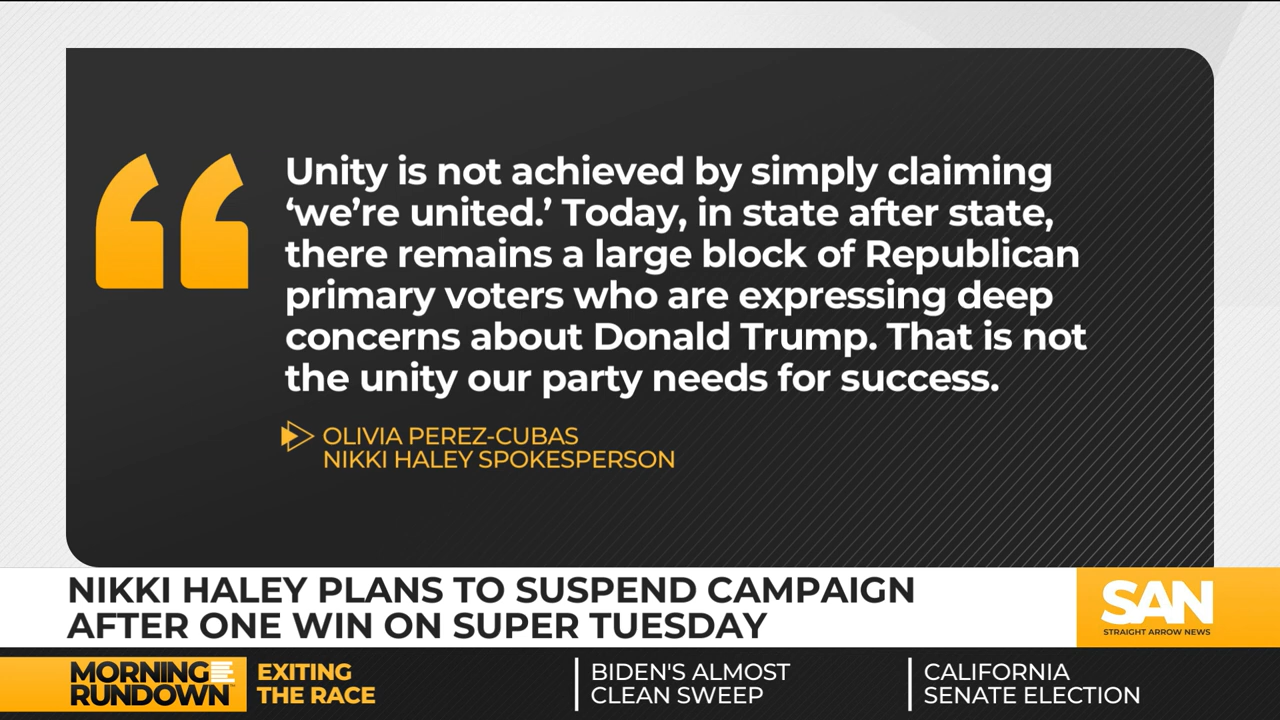 Unity is not achieved by simply claiming
‘we’re united.’ Today, in state after state,
there remains a large block of Republican
primary voters who are expressing deep
concerns about Donald Trump. That is not
the unity our party needs for success.
OLIVIA PEREZ-CUBAS
NIKKI HALEY SPOKESPERSON
NIKKI HALEY PLANS TO SUSPEND CAMPAIGN
AFTER ONE WIN ON SUPER TUESDAY
SAN
STRAIGHT ARROW NEWS
MORNING
RUNDOWN
EXITING
THE RACE
BIDEN'S ALMOST
CLEAN SWEEP
CALIFORNIA
SENATE ELECTION